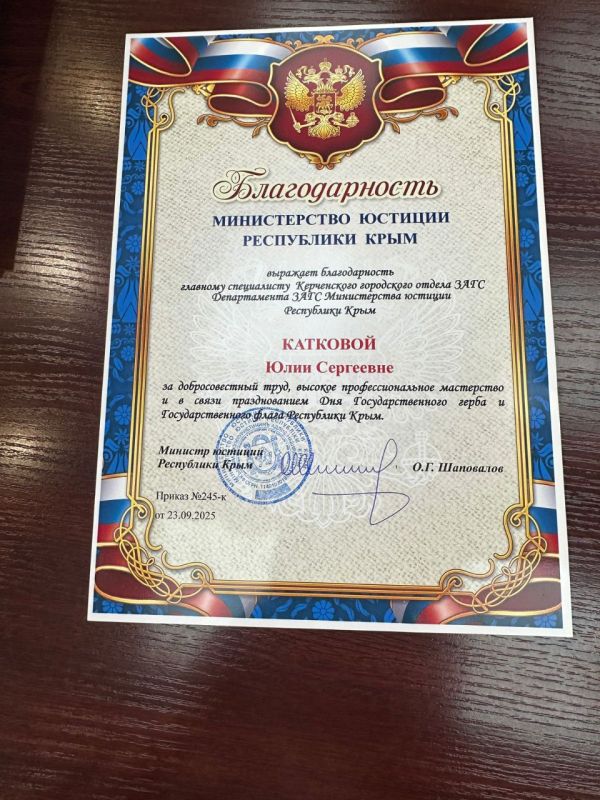 Благодарность
МИНИСТЕРСТВО ЮСТИЦИИ
РЕСПУБЛИКИ КРЫМ
выражает благодарность
главному специалисту Керченского городского отдела ЗАГС
Департамента ЗАГС Министерства юстиции
Республики Крым
КАТКОВОЙ
Юлии Сергеевне
за добросовестный труд, высокое профессиональное мастерство
и в связи празднованием Дня Государственного герба и
Государственного флага Республики Крым.
Министр юстиции
Республики Крым
О.Г. Шаповалов
Приказ №245-к
от 23.09.2025